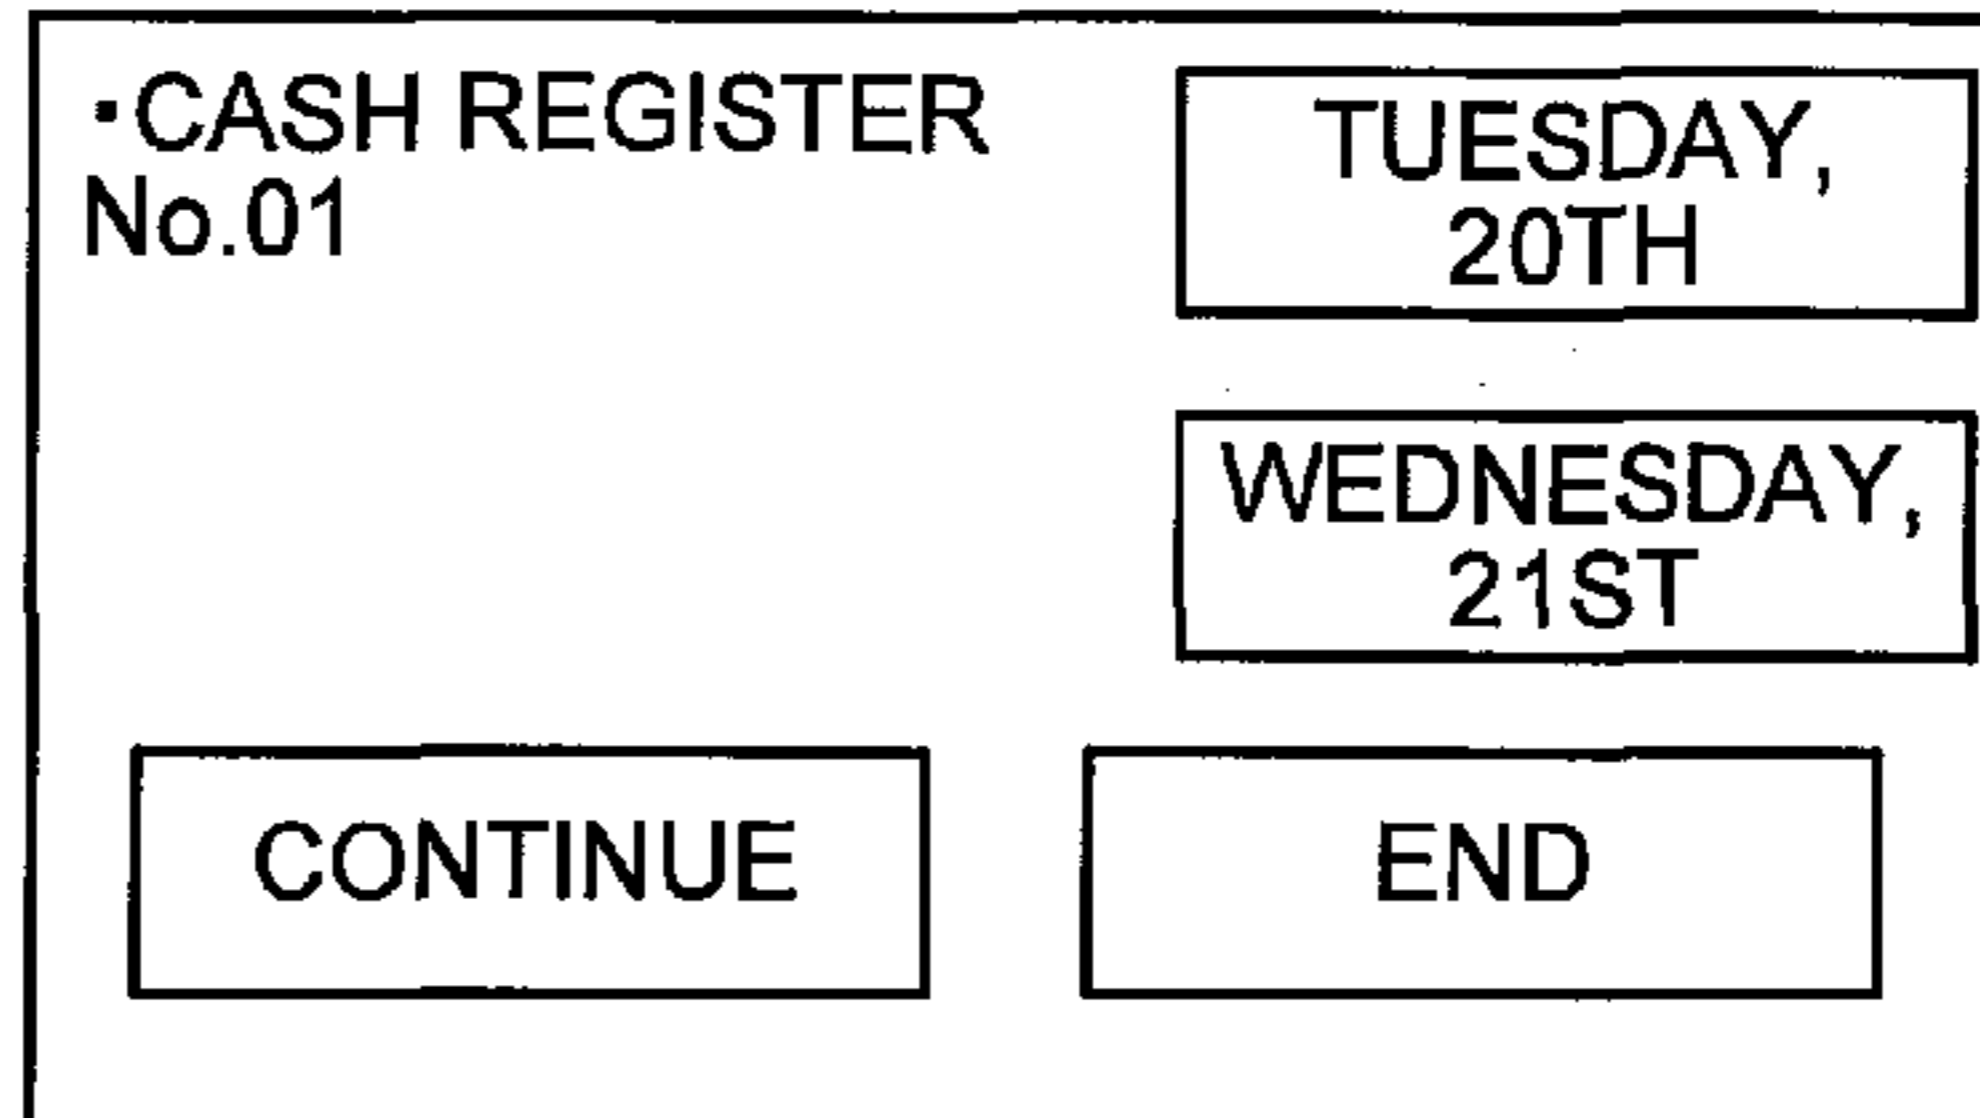 ▪CASH REGISTER
No.01
TUESDAY,
20TH
WEDNESDAY,
21ST
CONTINUE
END